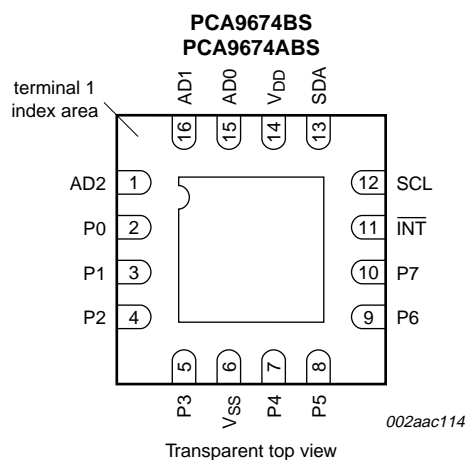 PCA9674BS
PCA9674ABS
terminal 1
index area
AD1
AD0
VDD
SDA
16
15
14
13
AD2 1
12 SCL
P0 2
11 INT
P1 3
10 P7
P2 4
9 P6
5
6
7
8
P3
VSS
P4
P5
002aac114
Transparent top view